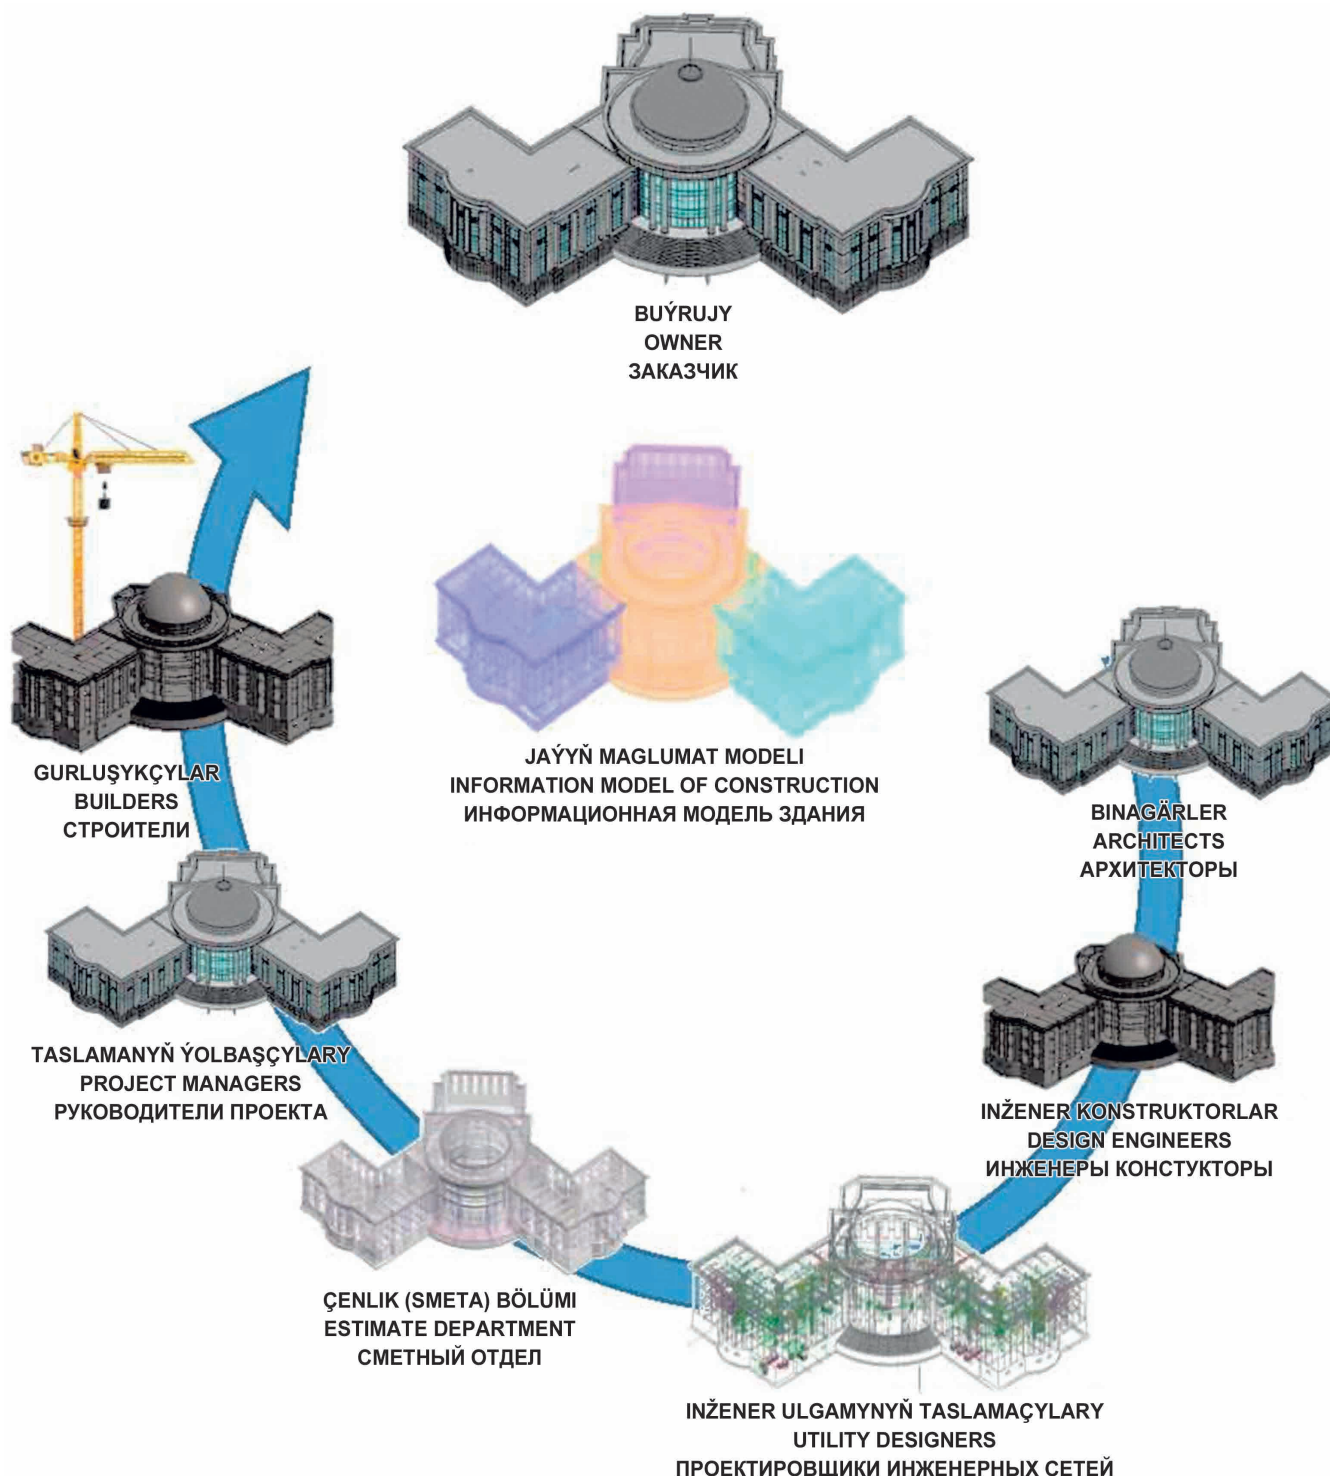 BUÝRUJY
OWNER
ЗАКАЗЧИК
JAÝYŇ MAGLUMAT MODELI
INFORMATION MODEL OF CONSTRUCTION
ИНФОРМАЦИОННАЯ МОДЕЛЬ ЗДАНИЯ
GURLUŞYKÇYLAR
BUILDERS
СТРОИТЕЛИ
BINAGÄRLER
ARCHITECTS
АРХИТЕКТОРЫ
TASLAMANYŇ ÝOLBAŞÇYLARY
PROJECT MANAGERS
РУКОВОДИТЕЛИ ПРОЕКТА
INŽENER KONSTRUKTORLAR
DESIGN ENGINEERS
ИНЖЕНЕРЫ КОНСТУКТОРЫ
ÇENLIK (SMETA) BÖLÜMI
ESTIMATE DEPARTMENT
СМЕТНЫЙ ОТДЕЛ
INŽENER ULGAMYNYŇ TASLAMAÇYLARY
UTILITY DESIGNERS
ПРОЕКТИРОВЩИКИ ИНЖЕНЕРНЫХ СЕТЕЙ